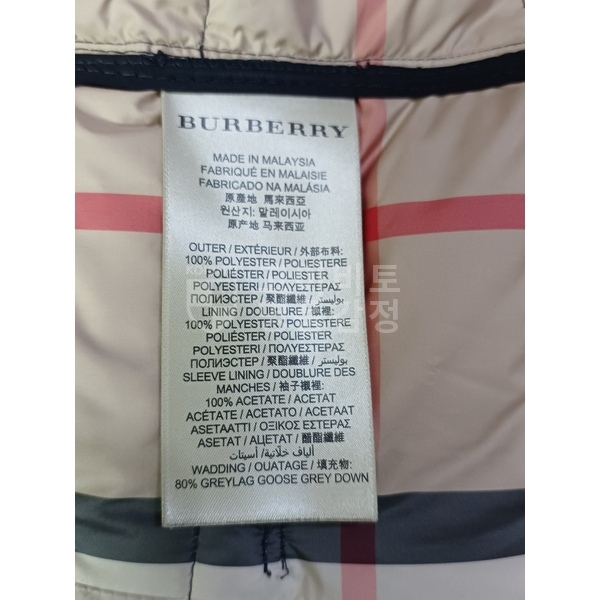 BURBERRY
MADE IN MALAYSIA
FABRIQUÉ EN MALAISIE
FABRICADO NA MALÁSIA
原產地 馬來西亞
원산지: 말레이시아
原产地 马来西亚
OUTER / EXTÉRIEUR / 外部布料:
100% POLYESTER / POLIESTERE
POLIÉSTER / POLIESTER
POLYESTERI / ΠΟΛΥΕΣΤΕΡΑΣ
ПОЛИЭСТЕР / 聚酯纖維 / بوليستر
LINING / DOUBLURE / 襯裡:
100% POLYESTER / POLIESTERE
POLIÉSTER / POLIESTER
POLYESTERI / ΠΟΛΥΕΣΤΕΡΑΣ
ПОЛИЭСТЕР / 聚酯纖維 / بوليستر
SLEEVE LINING / DOUBLURE DES
MANCHES / 袖子襯裡:
100% ACETATE / ACETAT
ACÉTATE / ACETATO / ACETAAT
ASETAATTI / ΟΞΙΚΟΣ ΕΣΤΕΡΑΣ
ASETAT / АЦЕТАТ / 醋酯纖維
ألياف خلّاتية / أسيتات
WADDING / OUATAGE / 填充物:
80% GREYLAG GOOSE GREY DOWN